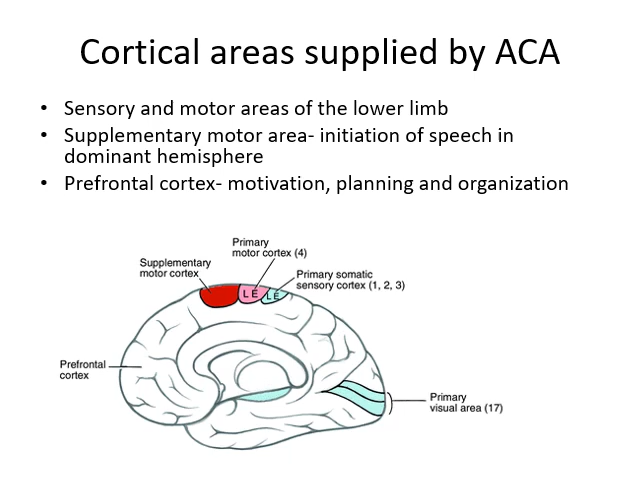 Cortical areas supplied by ACA
• Sensory and motor areas of the lower limb
• Supplementary motor area- initiation of speech in
dominant hemisphere
• Prefrontal cortex- motivation, planning and organization
Primary
motor cortex (4)
Supplementary
motor cortex
Primary somatic
sensory cortex (1, 2, 3)
L E
L E
Prefrontal
cortex
Primary
visual area (17)